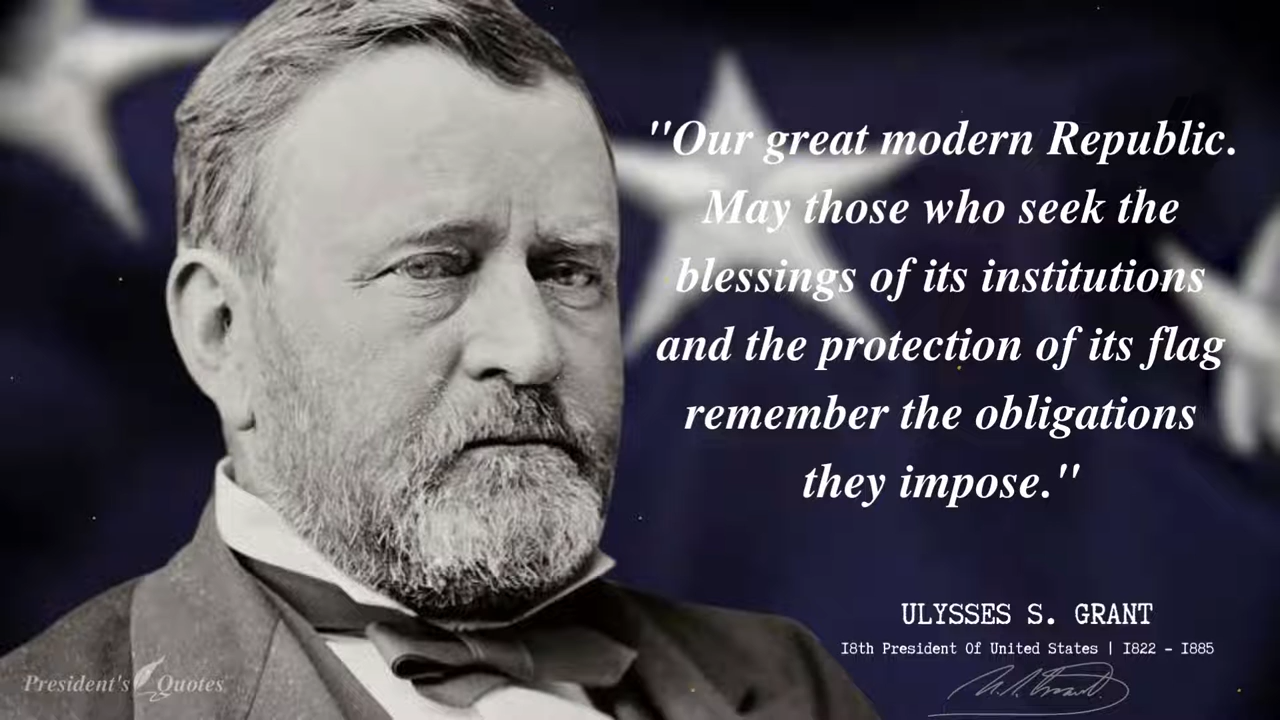 "Our great modern Republic.
May those who seek the
blessings of its institutions
and the protection of its flag
remember the obligations
they impose."
ULYSSES S. GRANT
18th President Of United States | 1822 - 1885
U. S. Grant
President's Quotes